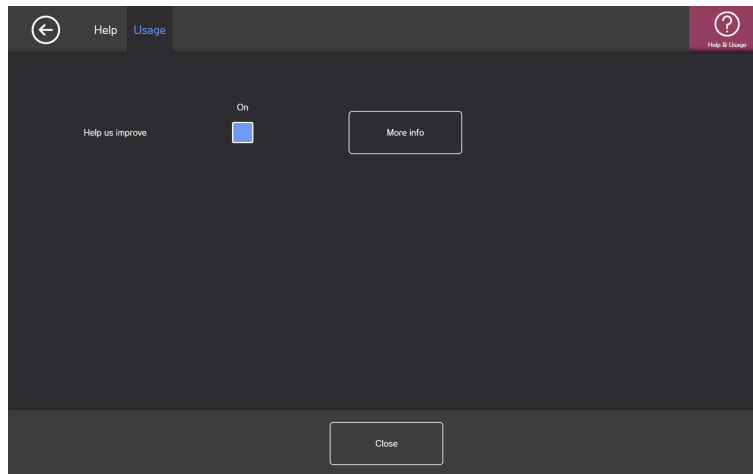 Help Usage
Help & Usage
On
Help us improve
More info
Close